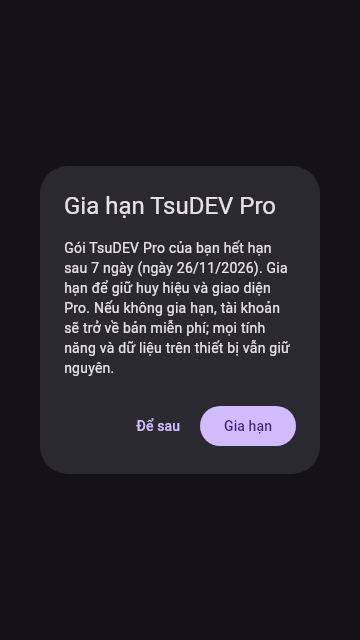 Gia hạn TsuDEV Pro
Gói TsuDEV Pro của bạn hết hạn
sau 7 ngày (ngày 26/11/2026). Gia
hạn để giữ huy hiệu và giao diện
Pro. Nếu không gia hạn, tài khoản
sẽ trở về bản miễn phí; mọi tính
năng và dữ liệu trên thiết bị vẫn giữ
nguyên.
Để sau
Gia hạn